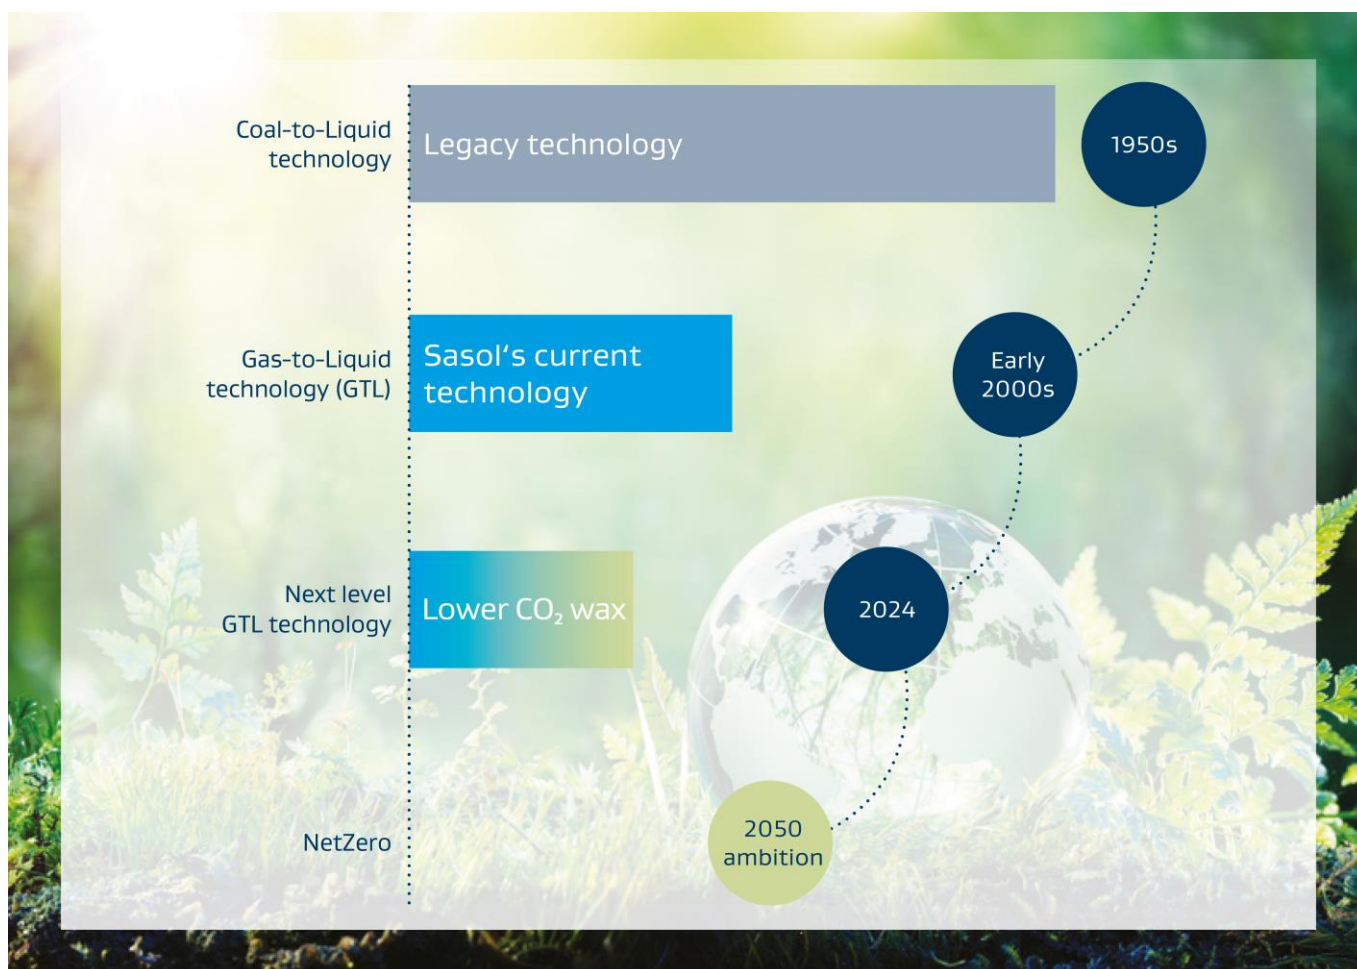 Coal-to-Liquid
technology
Legacy technology
1950s
Gas-to-Liquid
technology (GTL)
Sasol‘s current
technology
Early
2000s
Next level
GTL technology
Lower CO₂ wax
2024
NetZero
2050
ambition